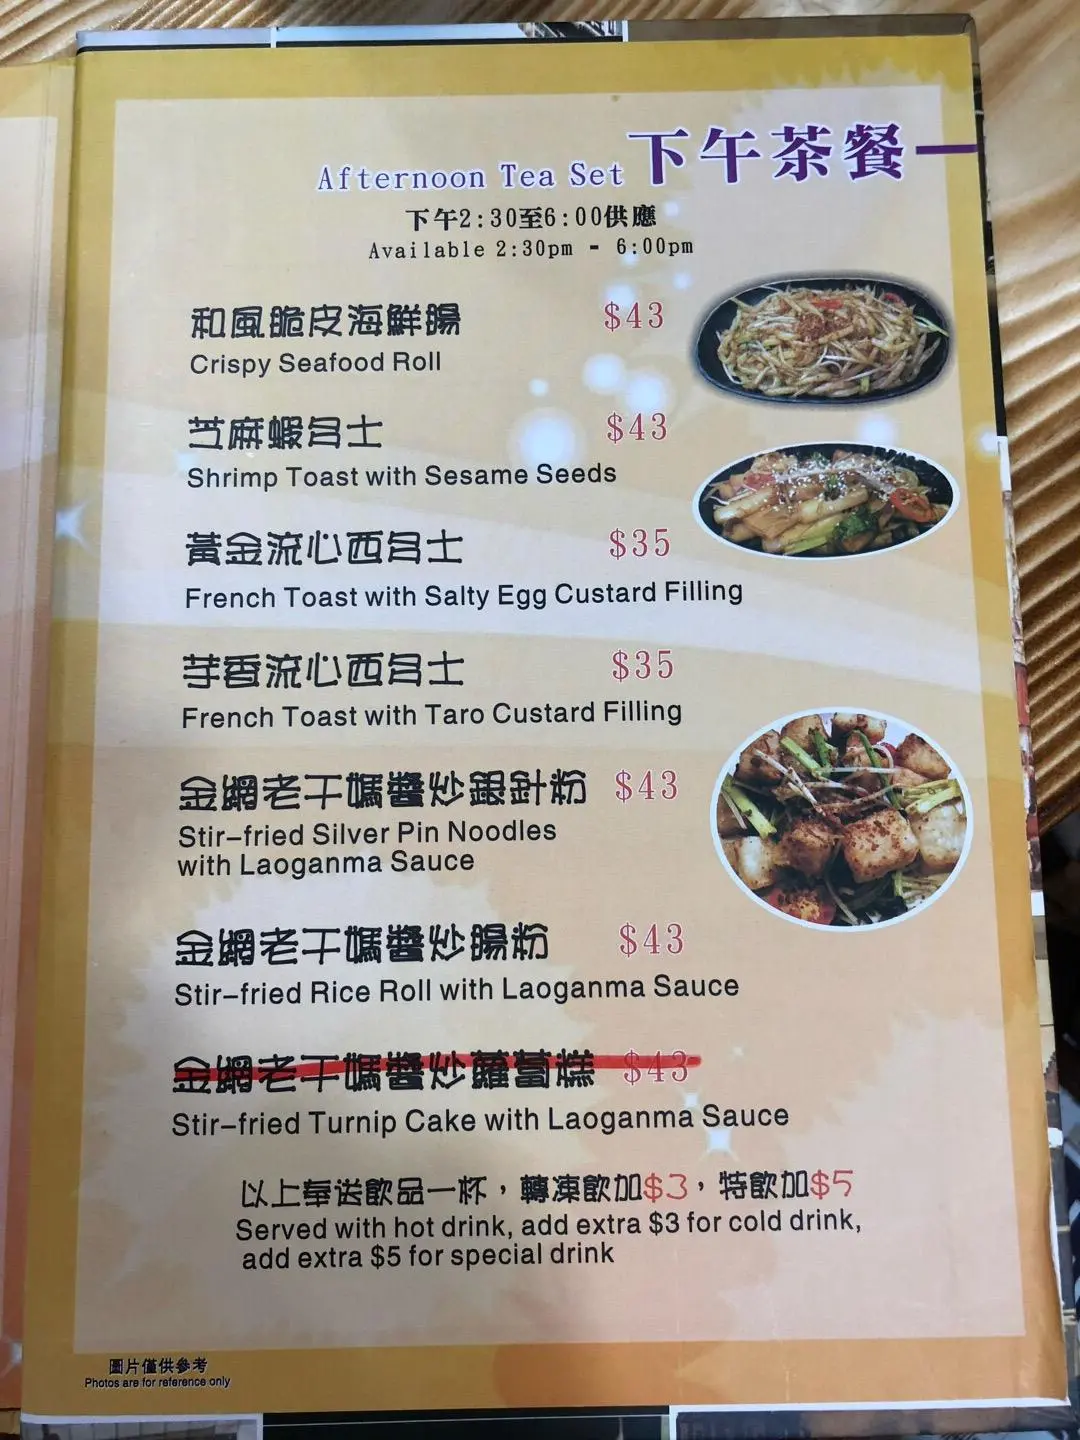 Afternoon Tea Set 下午茶餐
下午2:30至6:00供應
Available 2:30pm - 6:00pm
和風脆皮海鮮腸 $43
Crispy Seafood Roll
芝麻蝦多士 $43
Shrimp Toast with Sesame Seeds
黃金流心西多士 $35
French Toast with Salty Egg Custard Filling
芋香流心西多士 $35
French Toast with Taro Custard Filling
金網老干媽醬炒銀針粉 $43
Stir-fried Silver Pin Noodles
with Laoganma Sauce
金網老干媽醬炒腸粉 $43
Stir-fried Rice Roll with Laoganma Sauce
金網老干媽醬炒蘿蔔糕 $43
Stir-fried Turnip Cake with Laoganma Sauce
以上奉送飲品一杯，轉凍飲加$3，特飲加$5
Served with hot drink, add extra $3 for cold drink,
add extra $5 for special drink
圖片僅供參考
Photos are for reference only